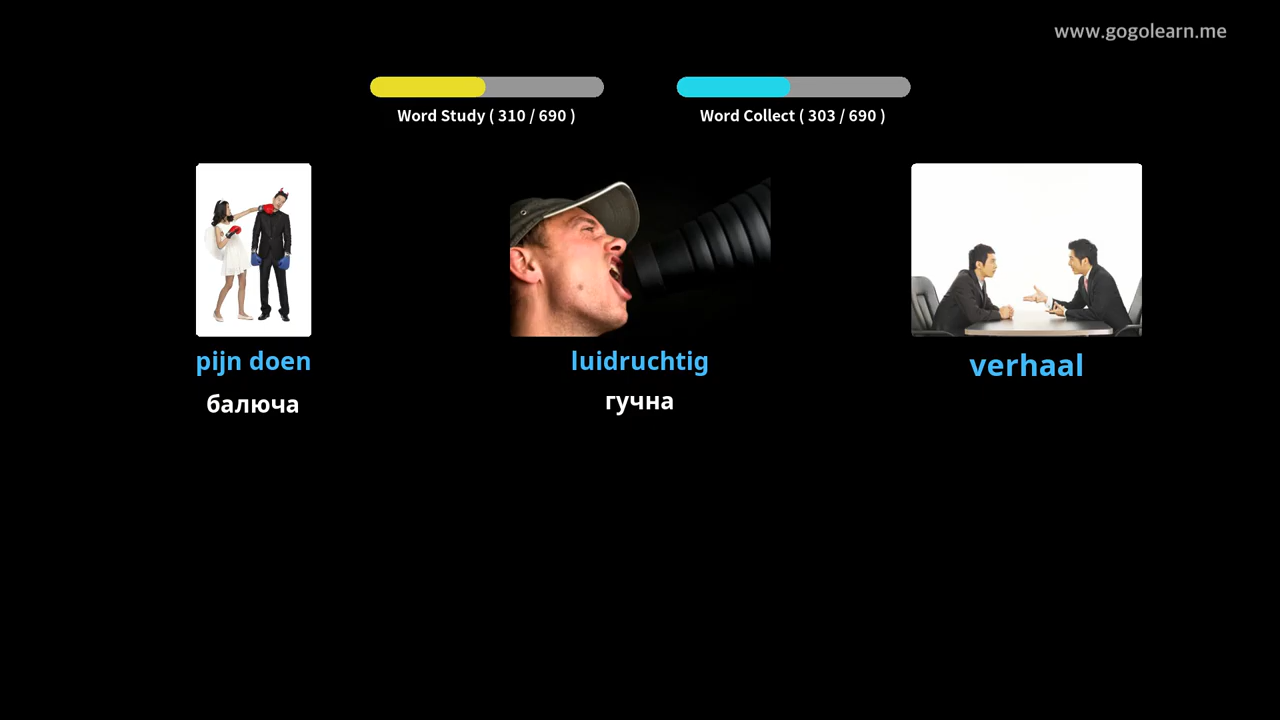 www.gogolearn.me
Word Study ( 310 / 690 )
Word Collect ( 303 / 690 )
pijn doen
luidruchtig
verhaal
балюча
гучна